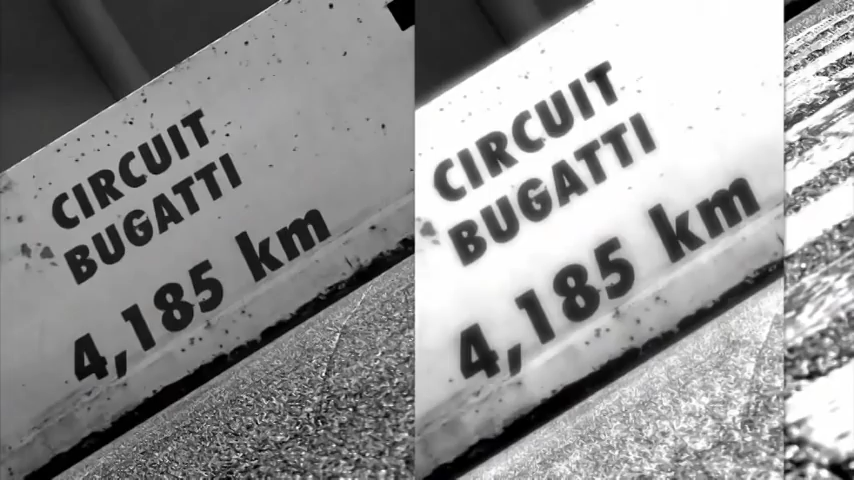 CIRCUIT
BUGATTI
4,185 km
CIRCUIT
BUGATTI
4,185 km